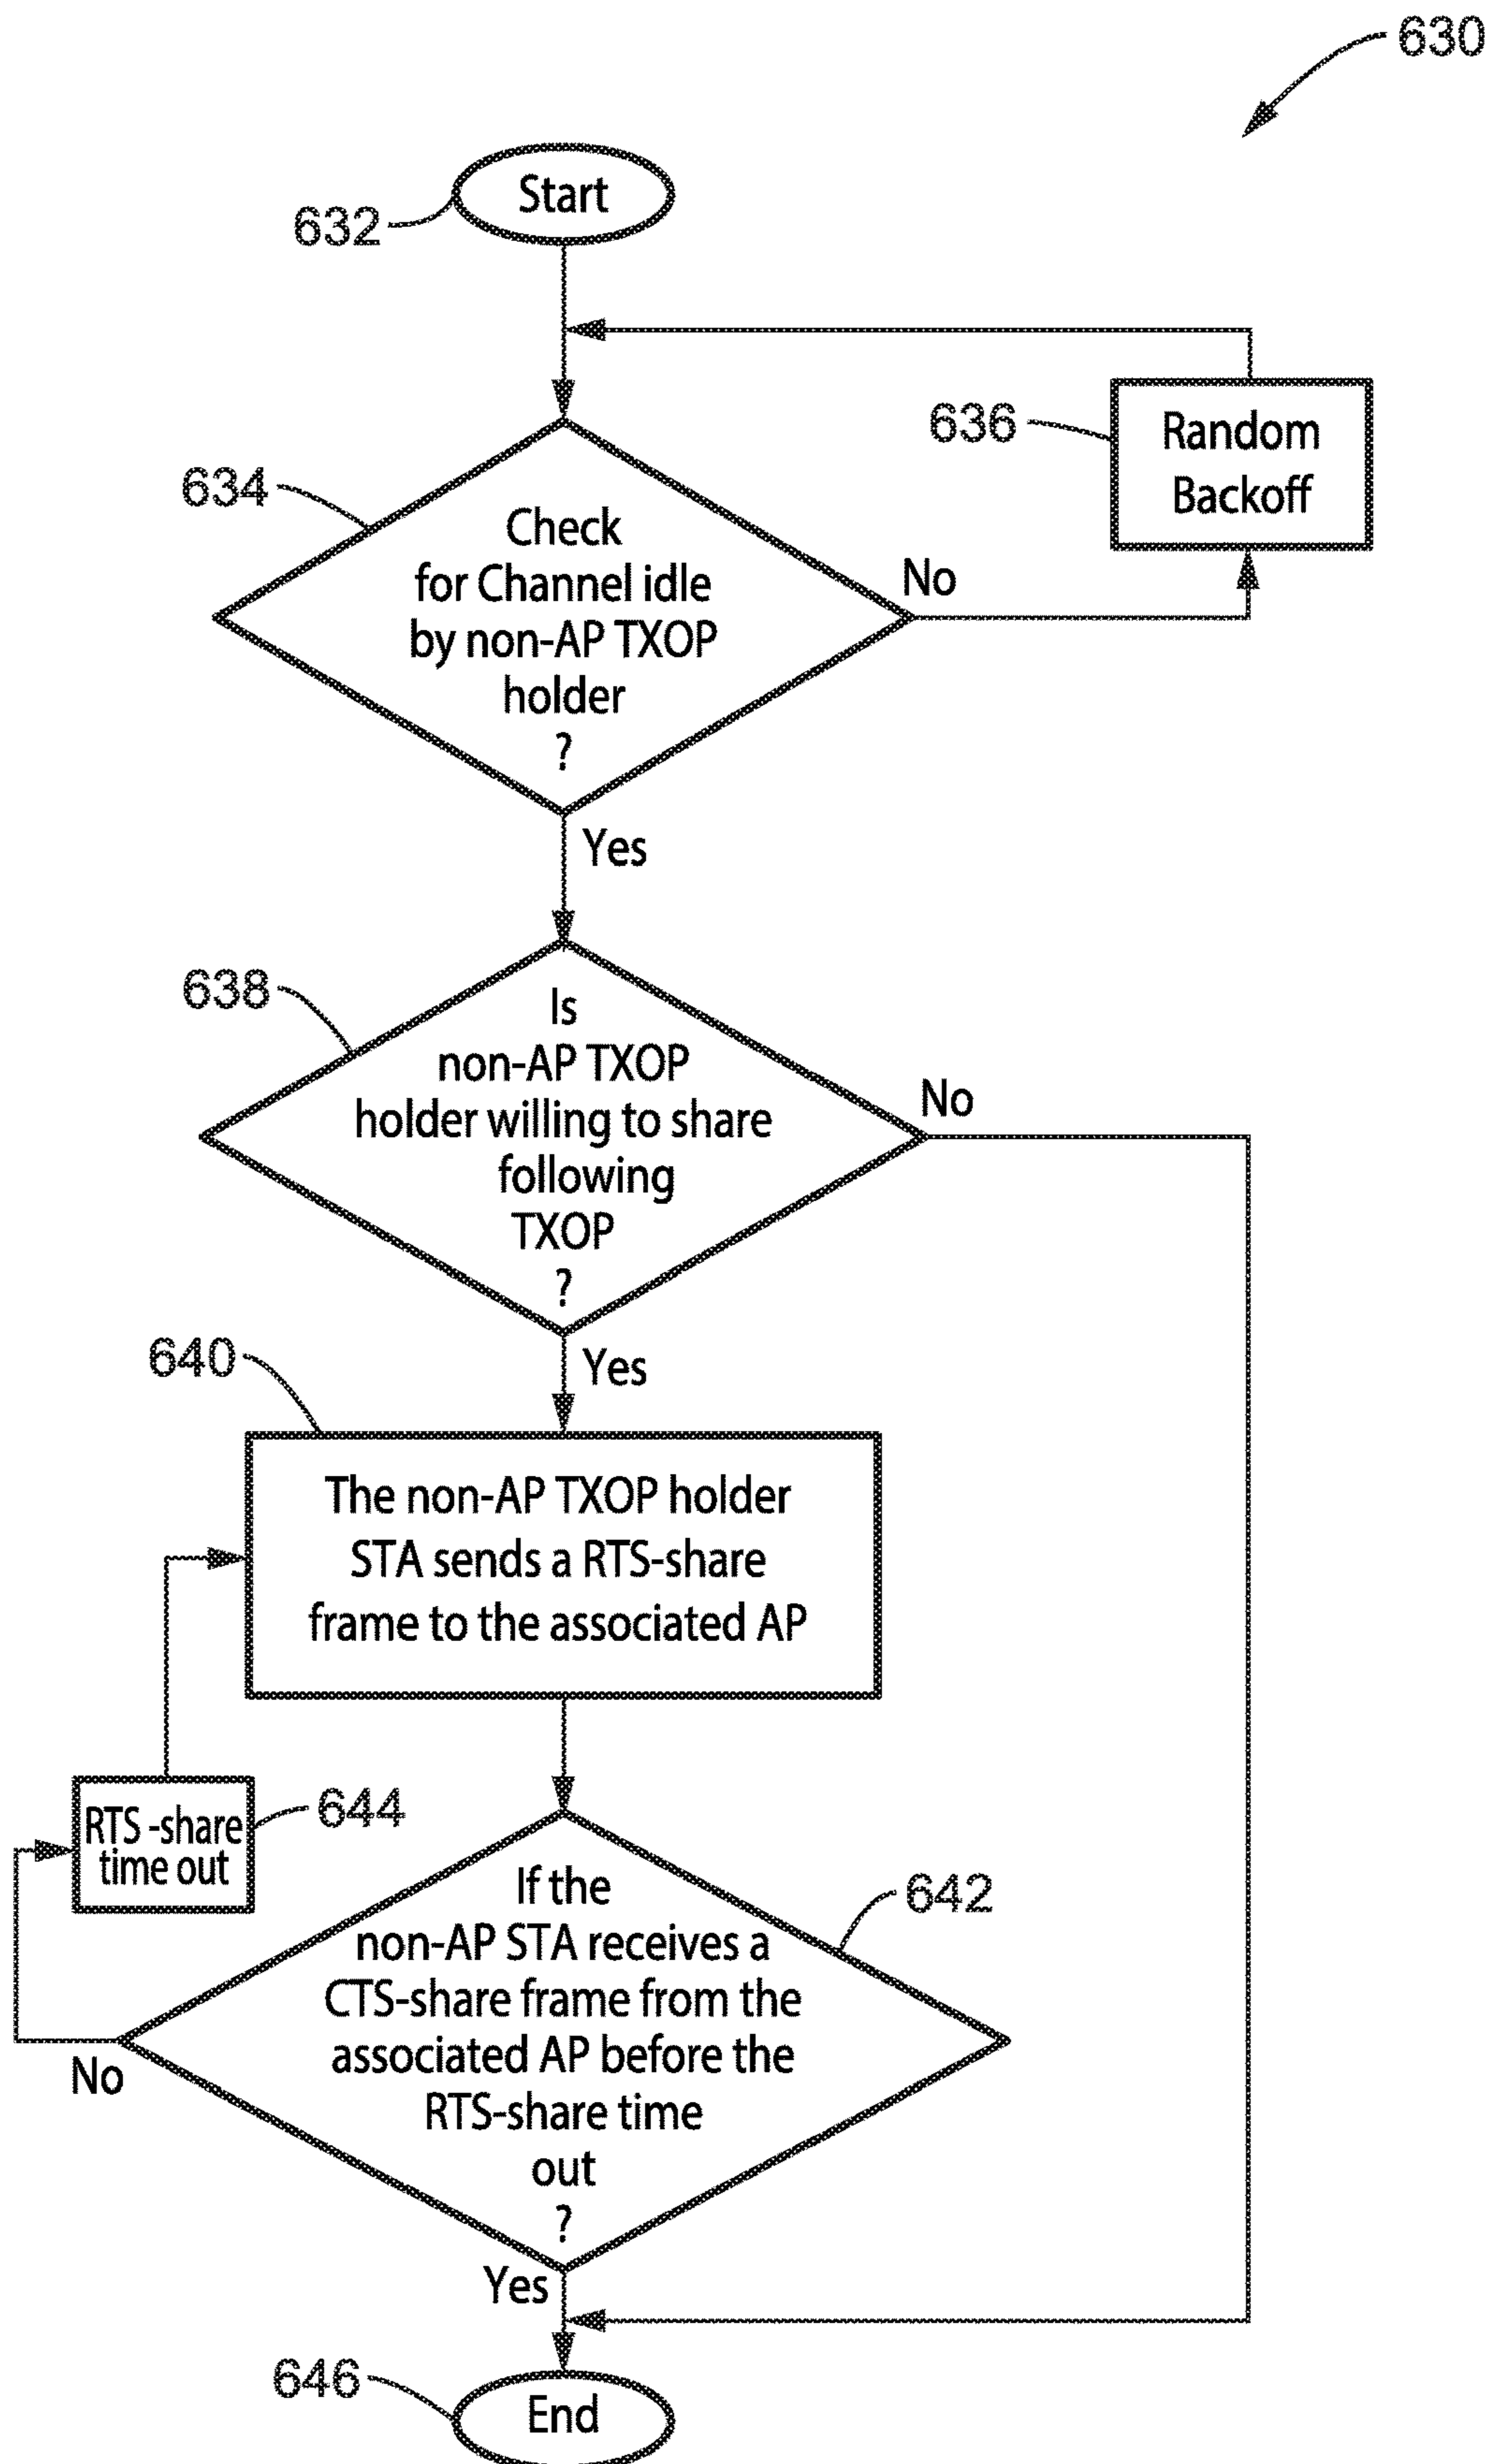 630
Start
632
636
Random
Backoff
634
Check
for Channel idle
by non-AP TXOP
holder
?
No
Yes
638
Is
non-AP TXOP
holder willing to share
following
TXOP
?
No
640
Yes
The non-AP TXOP holder
STA sends a RTS-share
frame to the associated AP
RTS -share
time out
644
642
If the
non-AP STA receives a
CTS-share frame from the
associated AP before the
RTS-share time
out
?
No
Yes
646
End